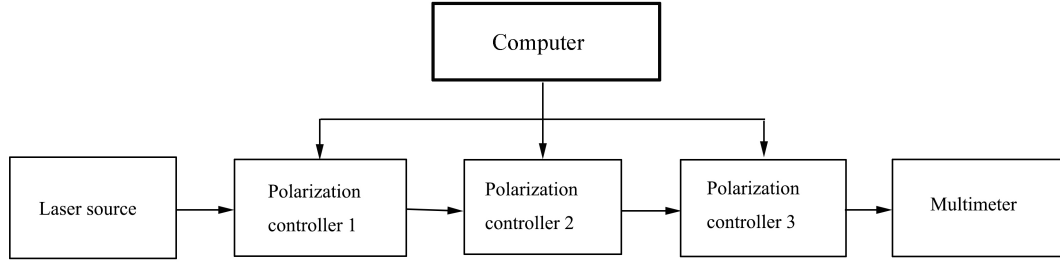 Computer
Laser source
Polarization
controller 1
Polarization
controller 2
Polarization
controller 3
Multimeter